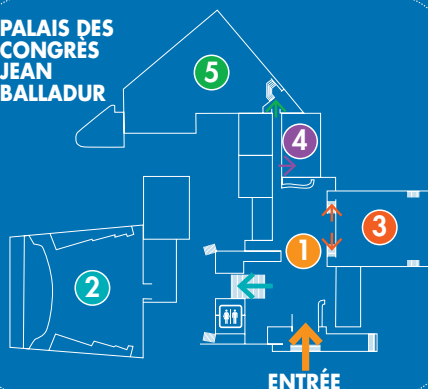 PALAIS DES
CONGRÈS
JEAN
BALLADUR
5
4
3
1
2
ENTRÉE